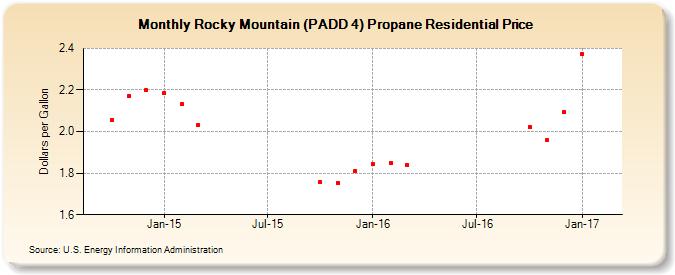 Monthly Rocky Mountain (PADD 4) Propane Residential Price
Dollars per Gallon
2.4
2.2
2.0
1.8
1.6
Jan-15 Jul-15 Jan-16 Jul-16 Jan-17
Source: U.S. Energy Information Administration